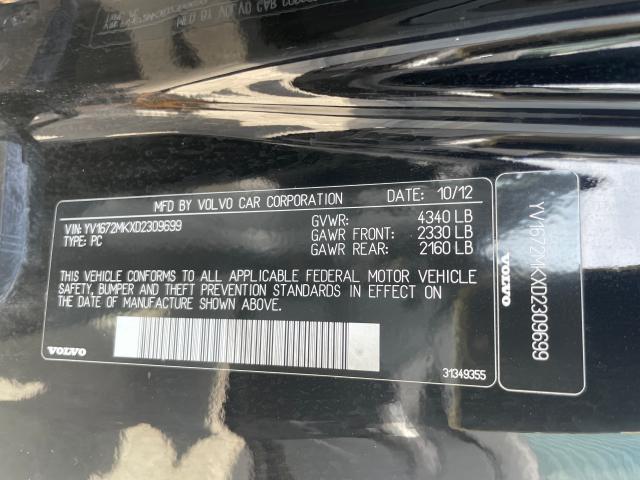 MFD BY VOLVO CAR CORPORATION DATE: 10/12
VIN: YV1672MKXD2309699
TYPE: PC
GVWR: 4340 LB
GAWR FRONT: 2330 LB
GAWR REAR: 2160 LB
THIS VEHICLE CONFORMS TO ALL APPLICABLE FEDERAL MOTOR VEHICLE
SAFETY, BUMPER AND THEFT PREVENTION STANDARDS IN EFFECT ON
THE DATE OF MANUFACTURE SHOWN ABOVE.
VOLVO
31349355
YV1672MKXD2309699
VOLVO